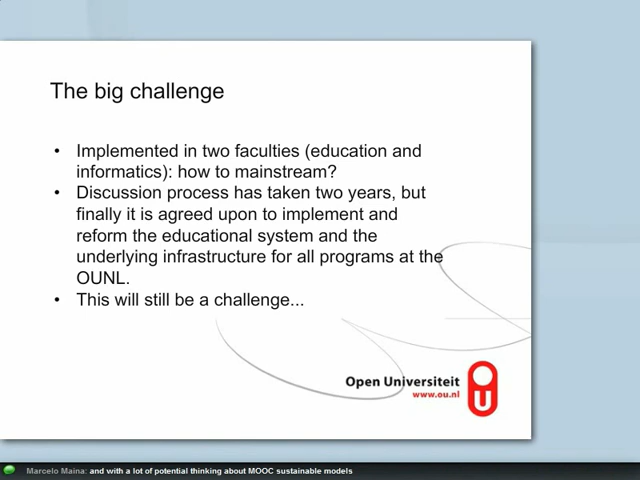 The big challenge
• Implemented in two faculties (education and
informatics): how to mainstream?
• Discussion process has taken two years, but
finally it is agreed upon to implement and
reform the educational system and the
underlying infrastructure for all programs at the
OUNL.
• This will still be a challenge...
Open Universiteit
www.ou.nl
Marcelo Maina: and with a lot of potential thinking about MOOC sustainable models